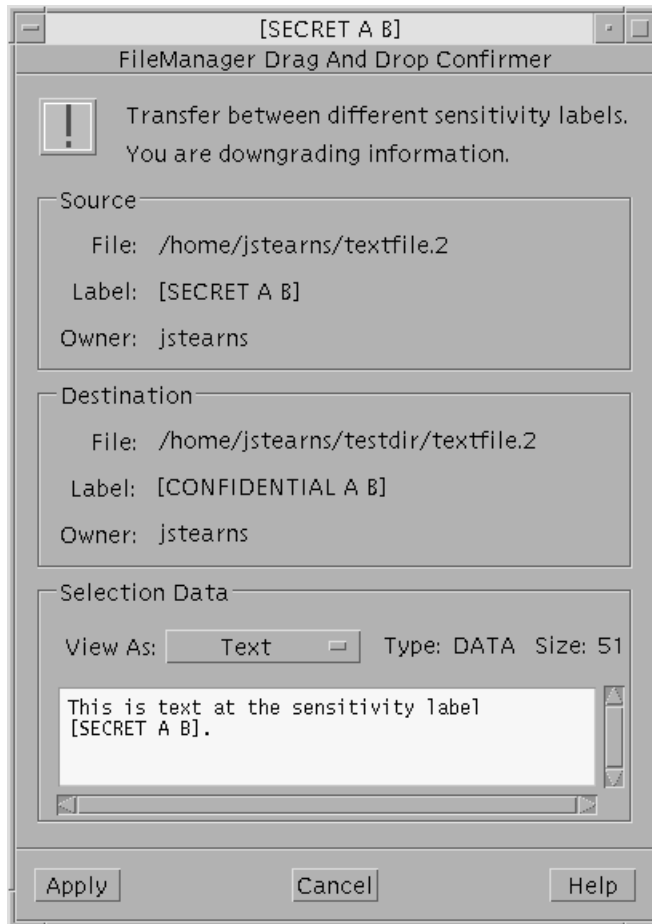 [SECRET A B]
FileManager Drag And Drop Confirmer
! Transfer between different sensitivity labels.
You are downgrading information.
Source
File: /home/jstearns/textfile.2
Label: [SECRET A B]
Owner: jstearns
Destination
File: /home/jstearns/testdir/textfile.2
Label: [CONFIDENTIAL A B]
Owner: jstearns
Selection Data
View As: Text Type: DATA Size: 51
This is text at the sensitivity label
[SECRET A B].
Apply Cancel Help